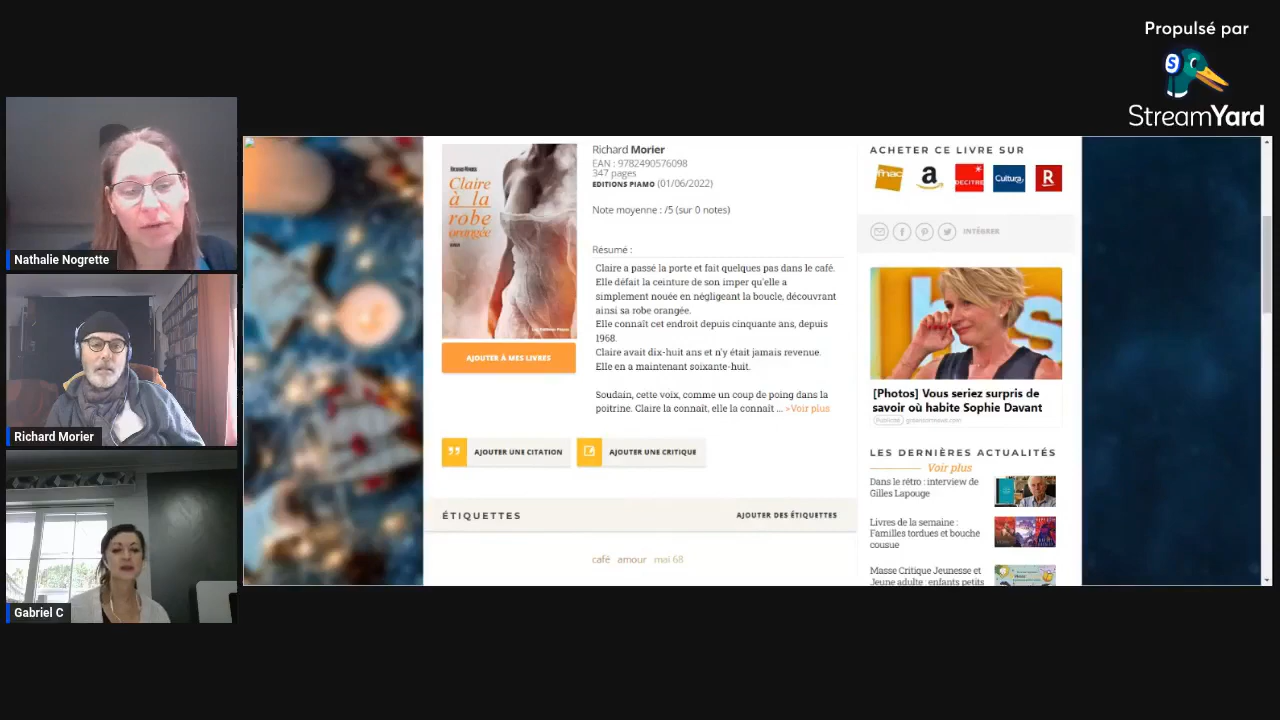 Propulsé par
StreamYard
Nathalie Nogrette
Richard Morier
Gabriel C
Claire
à la
robe
orangée
AJOUTER À MES LIVRES
Richard Morier
EAN : 9782490576098
347 pages
EDITIONS PIAMO (01/06/2022)
Note moyenne : /5 (sur 0 notes)
Résumé :
Claire a passé la porte et fait quelques pas dans le café.
Elle défait la ceinture de son imper qu'elle a
simplement nouée en négligeant la boucle, découvrant
ainsi sa robe orangée.
Elle connaît cet endroit depuis cinquante ans, depuis
1968.
Claire avait dix-huit ans et n'y était jamais revenue.
Elle en a maintenant soixante-huit.
Soudain, cette voix, comme un coup de poing dans la
poitrine. Claire la connaît, elle la connaît ... >Voir plus
AJOUTER UNE CITATION
AJOUTER UNE CRITIQUE
ÉTIQUETTES
AJOUTER DES ÉTIQUETTES
café amour mai 68
ACHETER CE LIVRE SUR
fnac
a
DECITRE
Cultura
R
INTÉGRER
[Photos] Vous seriez surpris de
savoir où habite Sophie Davant
LES DERNIÈRES ACTUALITÉS
Voir plus
Dans le rétro : interview de
Gilles Lapouge
Livres de la semaine :
Familles tordues et bouche
cousue
Masse Critique Jeunesse et
Jeune adulte : enfants petits